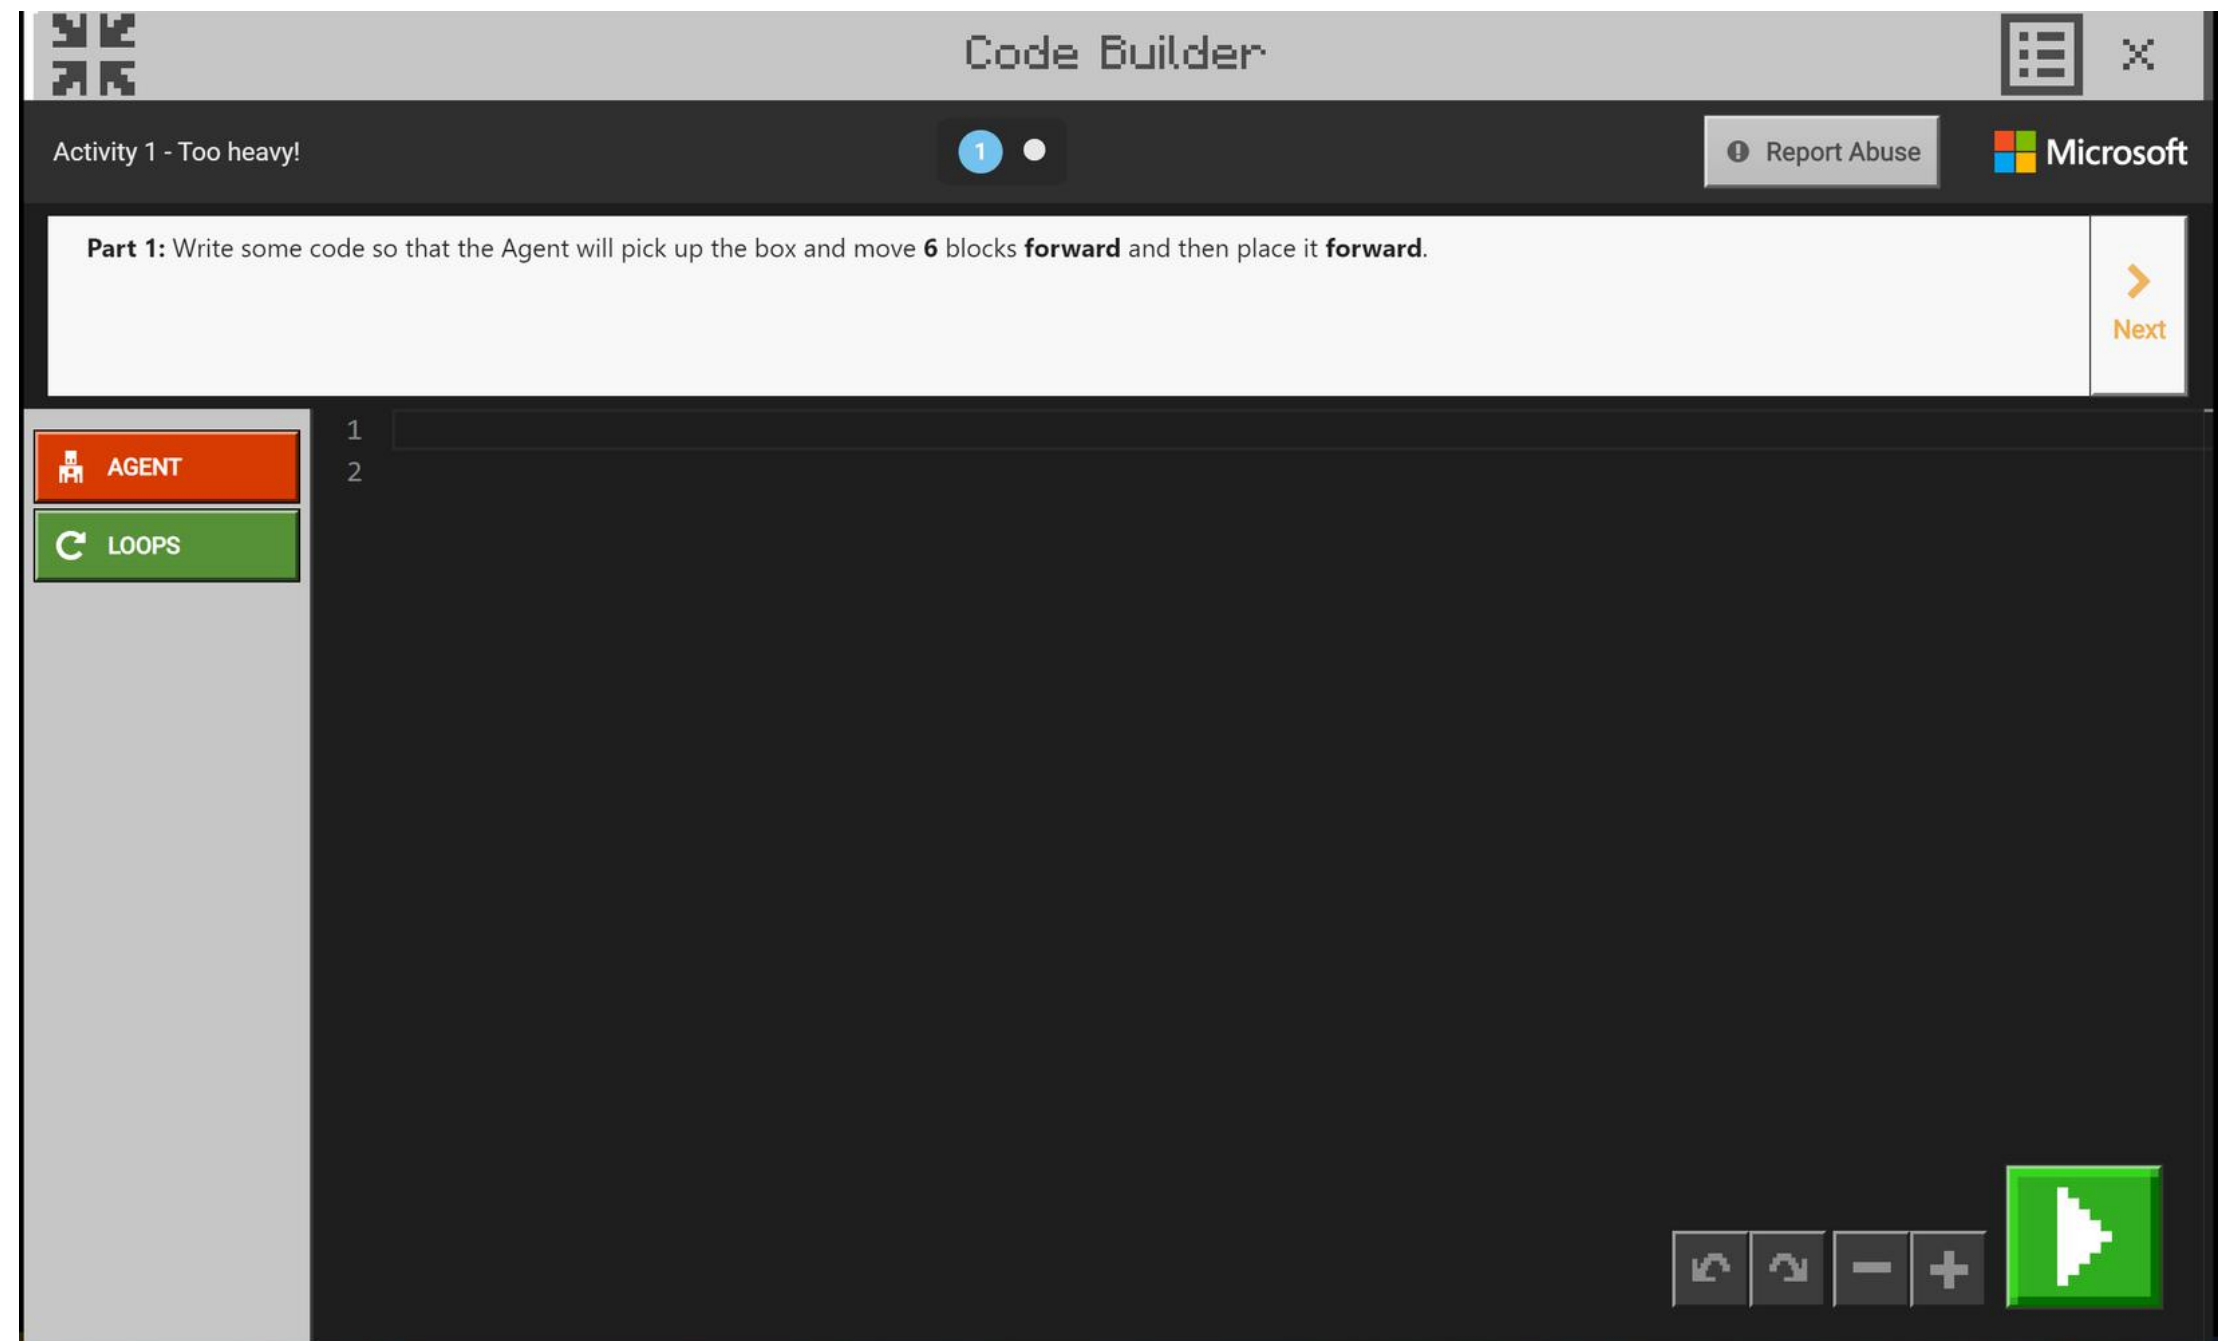 Code Builder
Activity 1 - Too heavy!
1
Report Abuse
Microsoft
Part 1: Write some code so that the Agent will pick up the box and move 6 blocks forward and then place it forward.
Next
AGENT
LOOPS
1
2